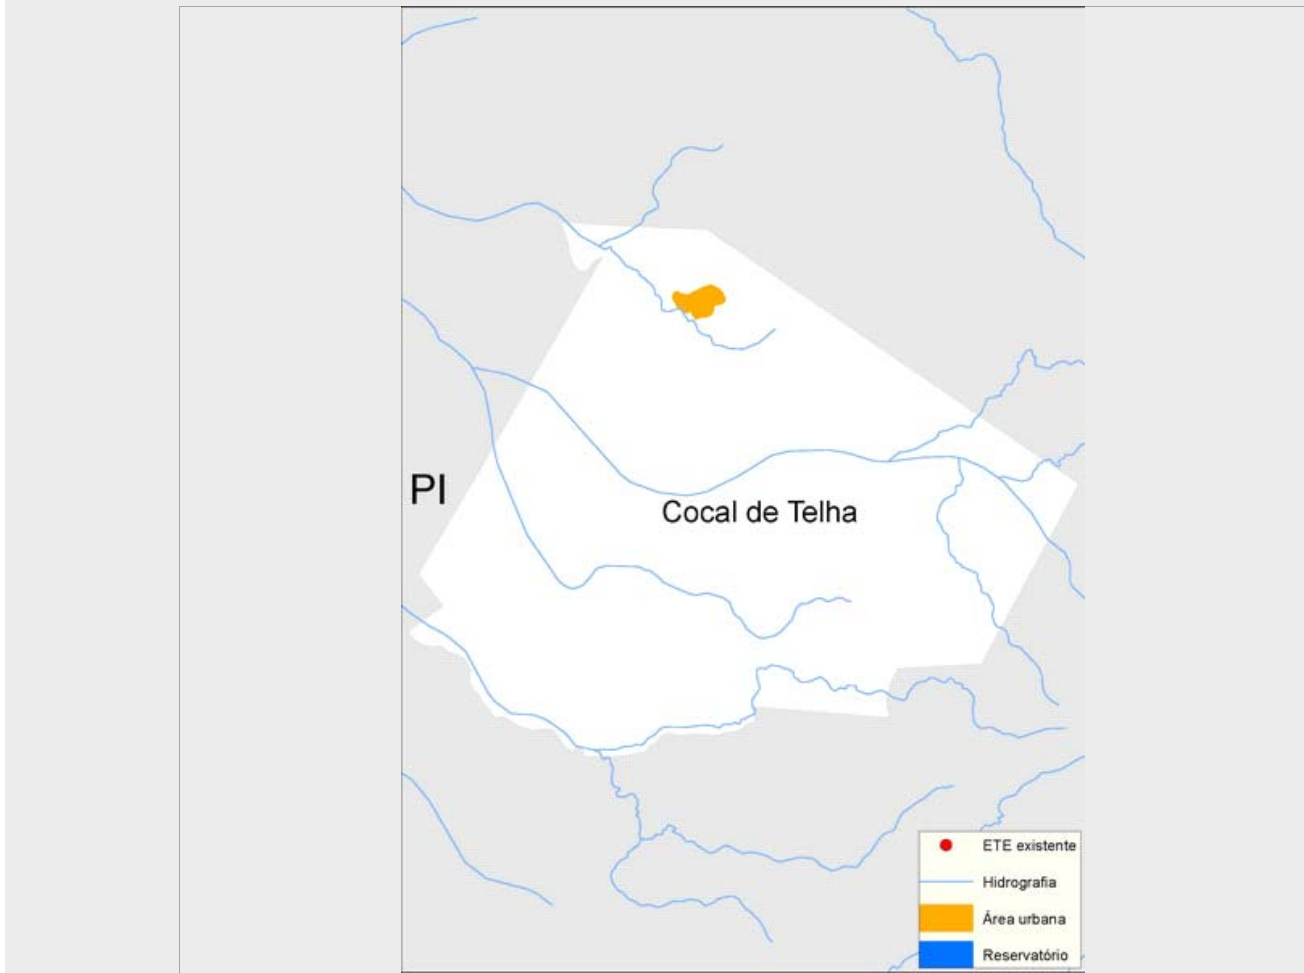 PI
Cocal de Telha
ETE existente
Hidrografia
Área urbana
Reservatório